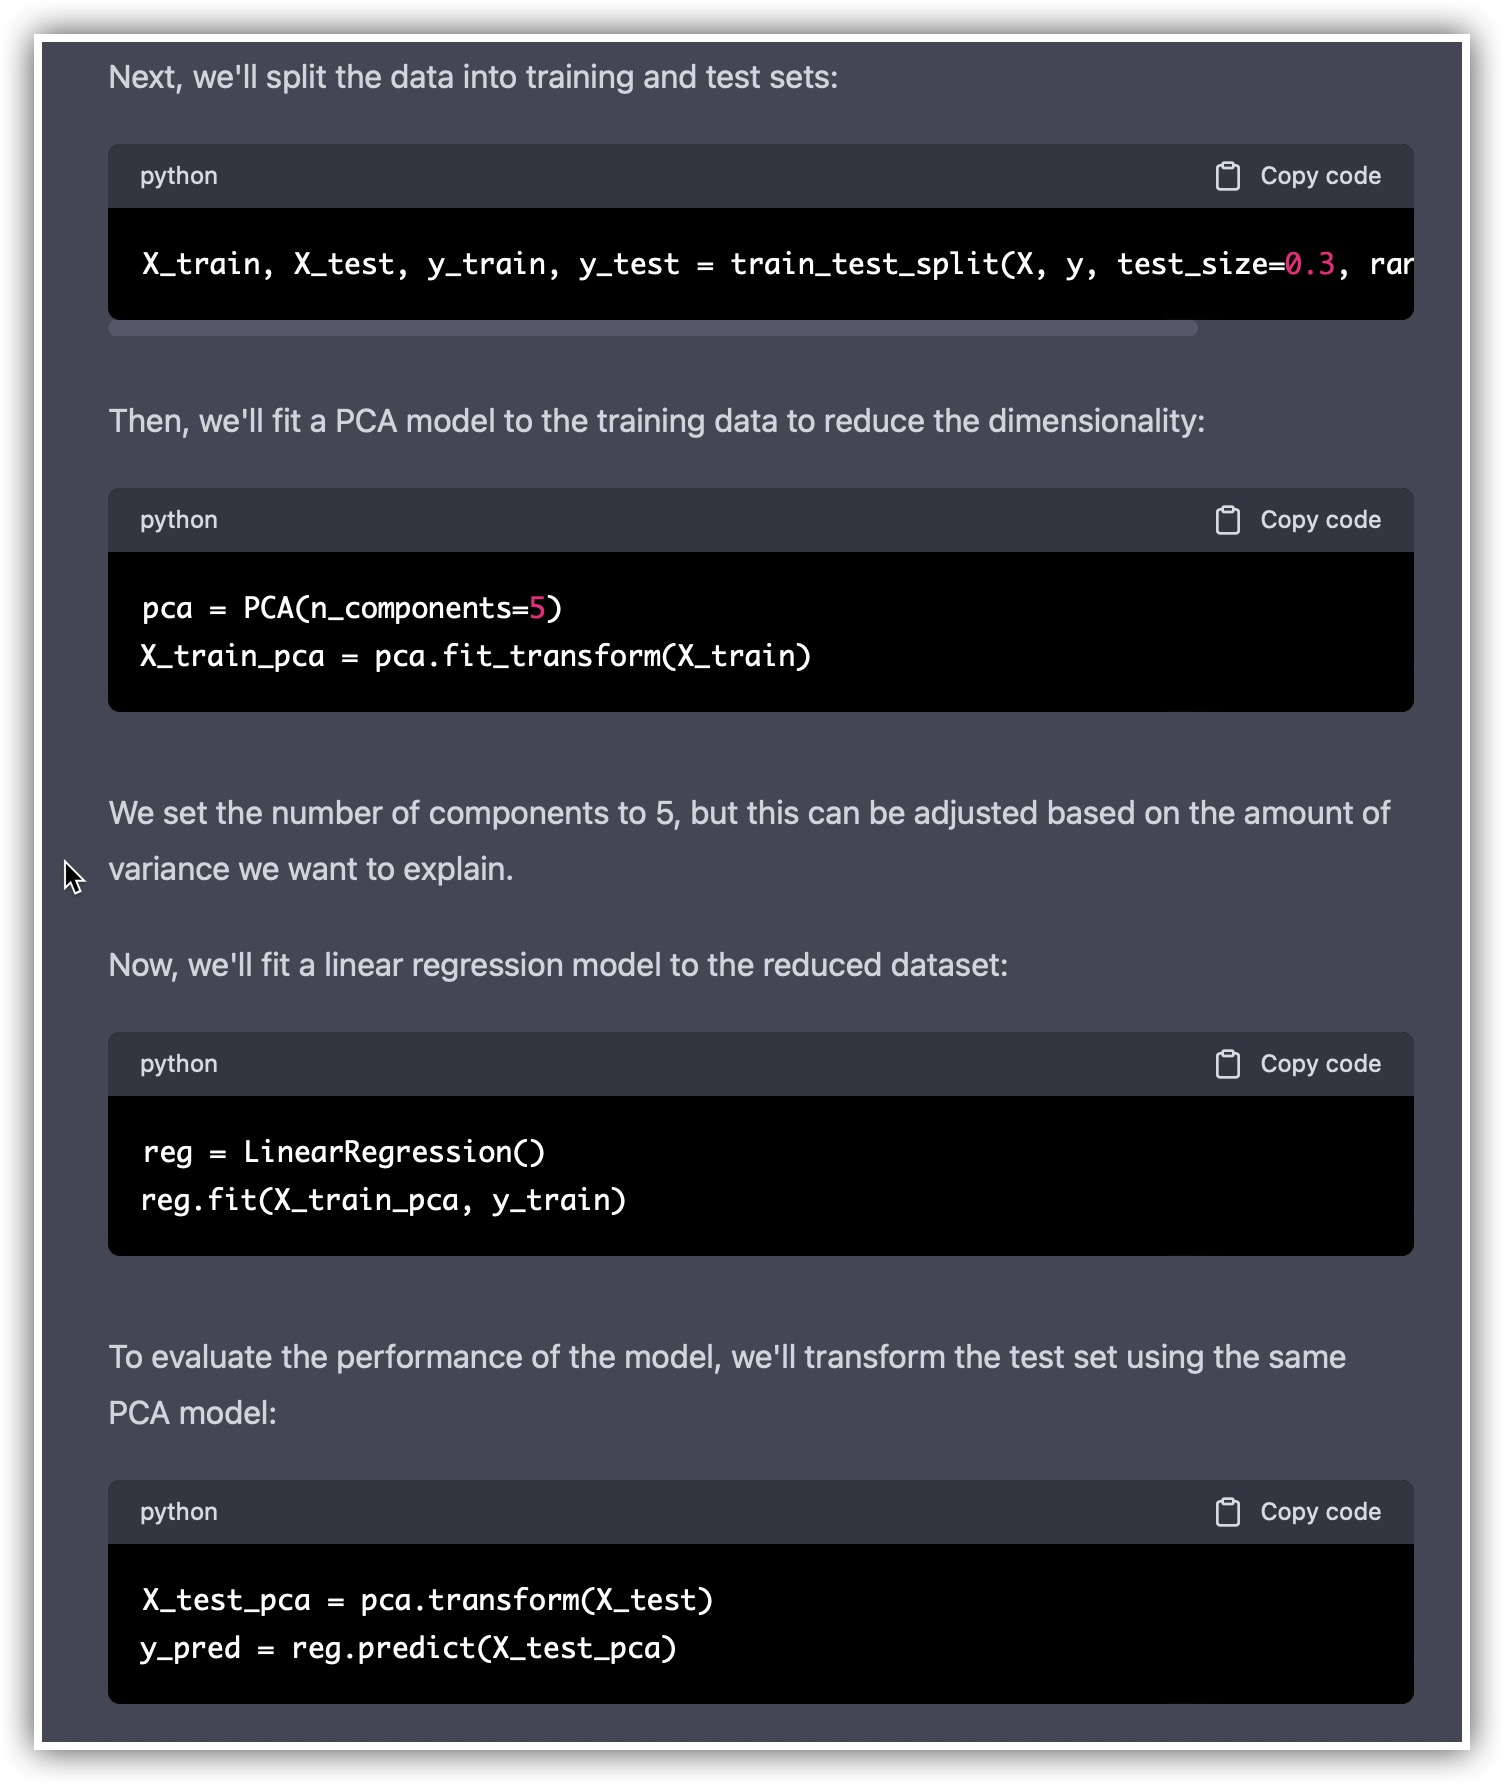 Next, we'll split the data into training and test sets:
python
Copy code
X_train, X_test, y_train, y_test = train_test_split(X, y, test_size=0.3, rar
Then, we'll fit a PCA model to the training data to reduce the dimensionality:
python
Copy code
pca = PCA(n_components=5)
X_train_pca = pca.fit_transform(X_train)
We set the number of components to 5, but this can be adjusted based on the amount of
variance we want to explain.
Now, we'll fit a linear regression model to the reduced dataset:
python
Copy code
reg = LinearRegression()
reg.fit(X_train_pca, y_train)
To evaluate the performance of the model, we'll transform the test set using the same
PCA model:
python
Copy code
X_test_pca = pca.transform(X_test)
y_pred = reg.predict(X_test_pca)